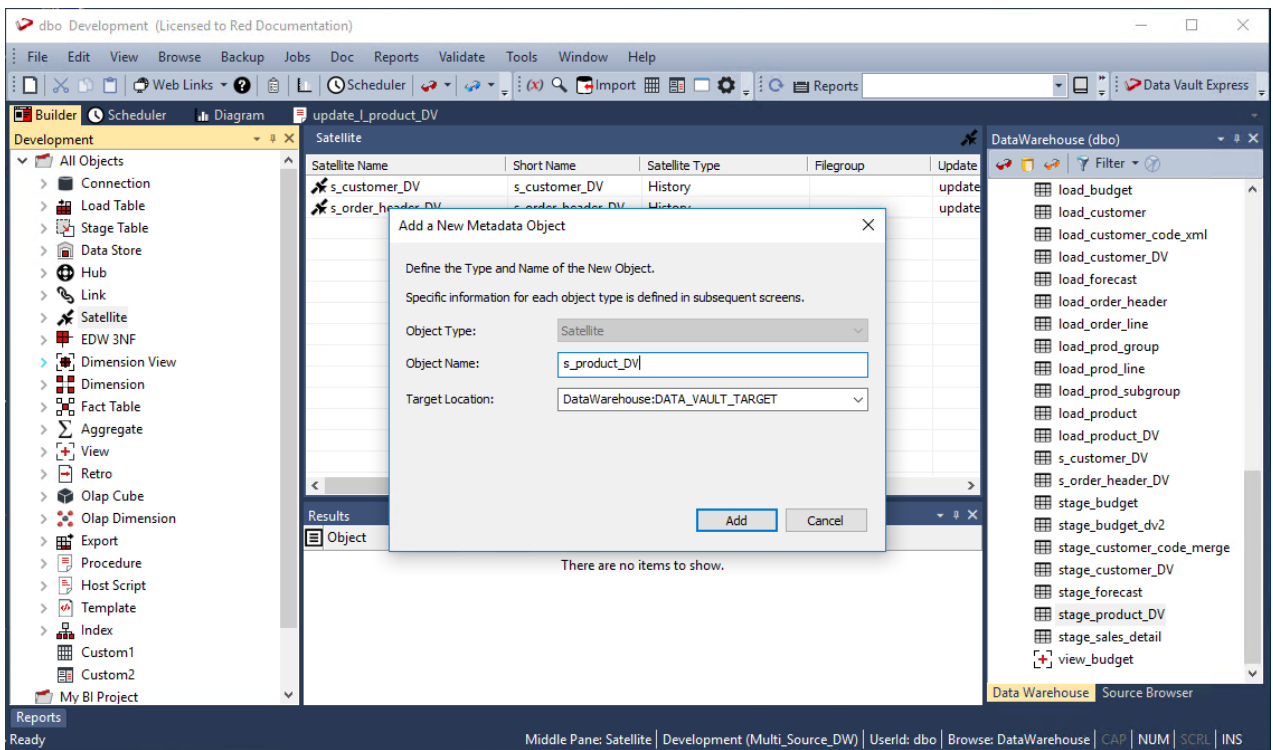 dbo Development (Licensed to Red Documentation)
File Edit View Browse Backup Jobs Doc Reports Validate Tools Window Help
Web Links Scheduler (x) Import Reports Data Vault Express
Builder Scheduler Diagram update_l_product_DV
Development
All Objects
Connection
Load Table
Stage Table
Data Store
Hub
Link
Satellite
EDW 3NF
Dimension View
Dimension
Fact Table
Aggregate
View
Retro
Olap Cube
Olap Dimension
Export
Procedure
Host Script
Template
Index
Custom1
Custom2
My BI Project
Satellite
Satellite Name Short Name Satellite Type Filegroup Update
s_customer_DV s_customer_DV History update
s_order_header_DV s_order_header_DV History update
Add a New Metadata Object
Define the Type and Name of the New Object.
Specific information for each object type is defined in subsequent screens.
Object Type: Satellite
Object Name: s_product_DV
Target Location: DataWarehouse:DATA_VAULT_TARGET
Add Cancel
Results
Object
There are no items to show.
DataWarehouse (dbo)
Filter
load_budget
load_customer
load_customer_code_xml
load_customer_DV
load_forecast
load_order_header
load_order_line
load_prod_group
load_prod_line
load_prod_subgroup
load_product
load_product_DV
s_customer_DV
s_order_header_DV
stage_budget
stage_budget_dv2
stage_customer_code_merge
stage_customer_DV
stage_forecast
stage_product_DV
stage_sales_detail
view_budget
Data Warehouse Source Browser
Reports
Ready Middle Pane: Satellite Development (Multi_Source_DW) UserId: dbo Browse: DataWarehouse CAP NUM SCRL INS